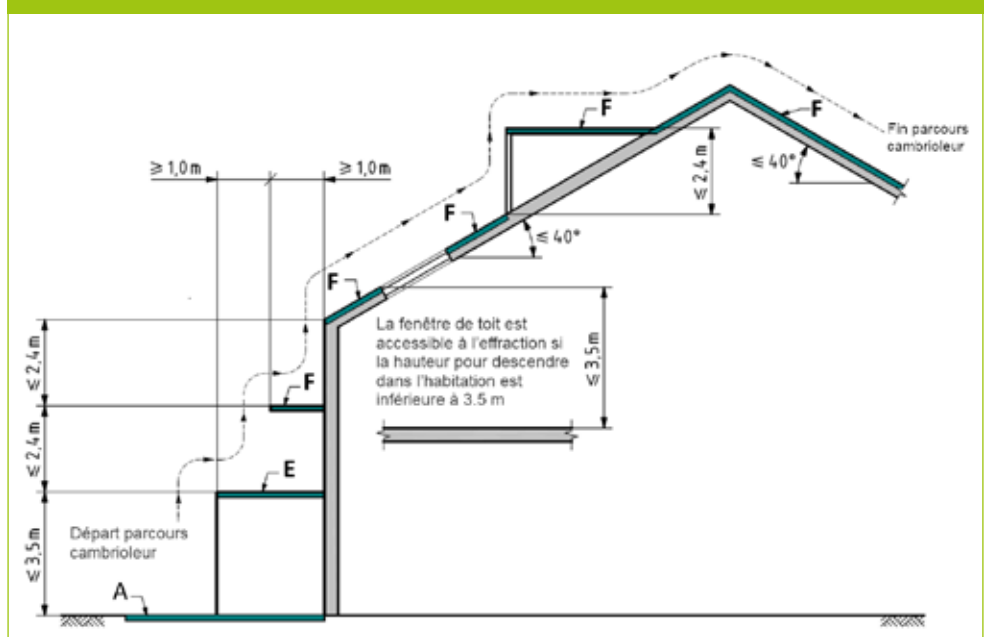 F
F
Fin parcours
cambrioleur
⩾ 1,0 m
⩾ 1,0 m
⩽ 2,4 m
⩽ 40°
F
⩽ 40°
F
La fenêtre de toit est
accessible à l'effraction si
la hauteur pour descendre
dans l'habitation est
inférieure à 3.5 m
⩽ 3,5 m
⩽ 2,4 m
F
⩽ 2,4 m
E
Départ parcours
cambrioleur
⩽ 3,5 m
A